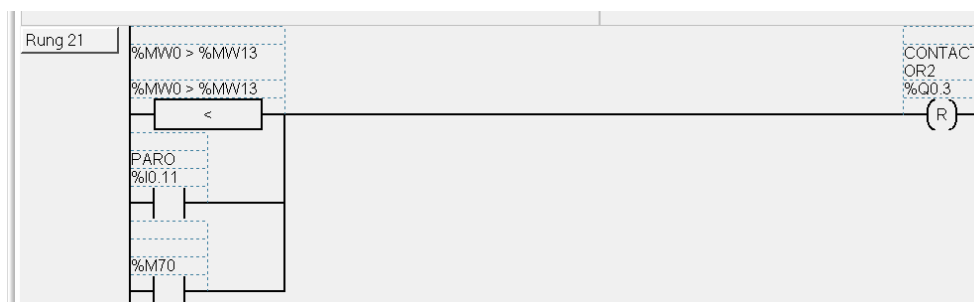 Rung 21
%MW0 > %MW13
CONTACT
OR2
%MW0 > %MW13
%Q0.3
<
R
PARO
%I0.11
%M70